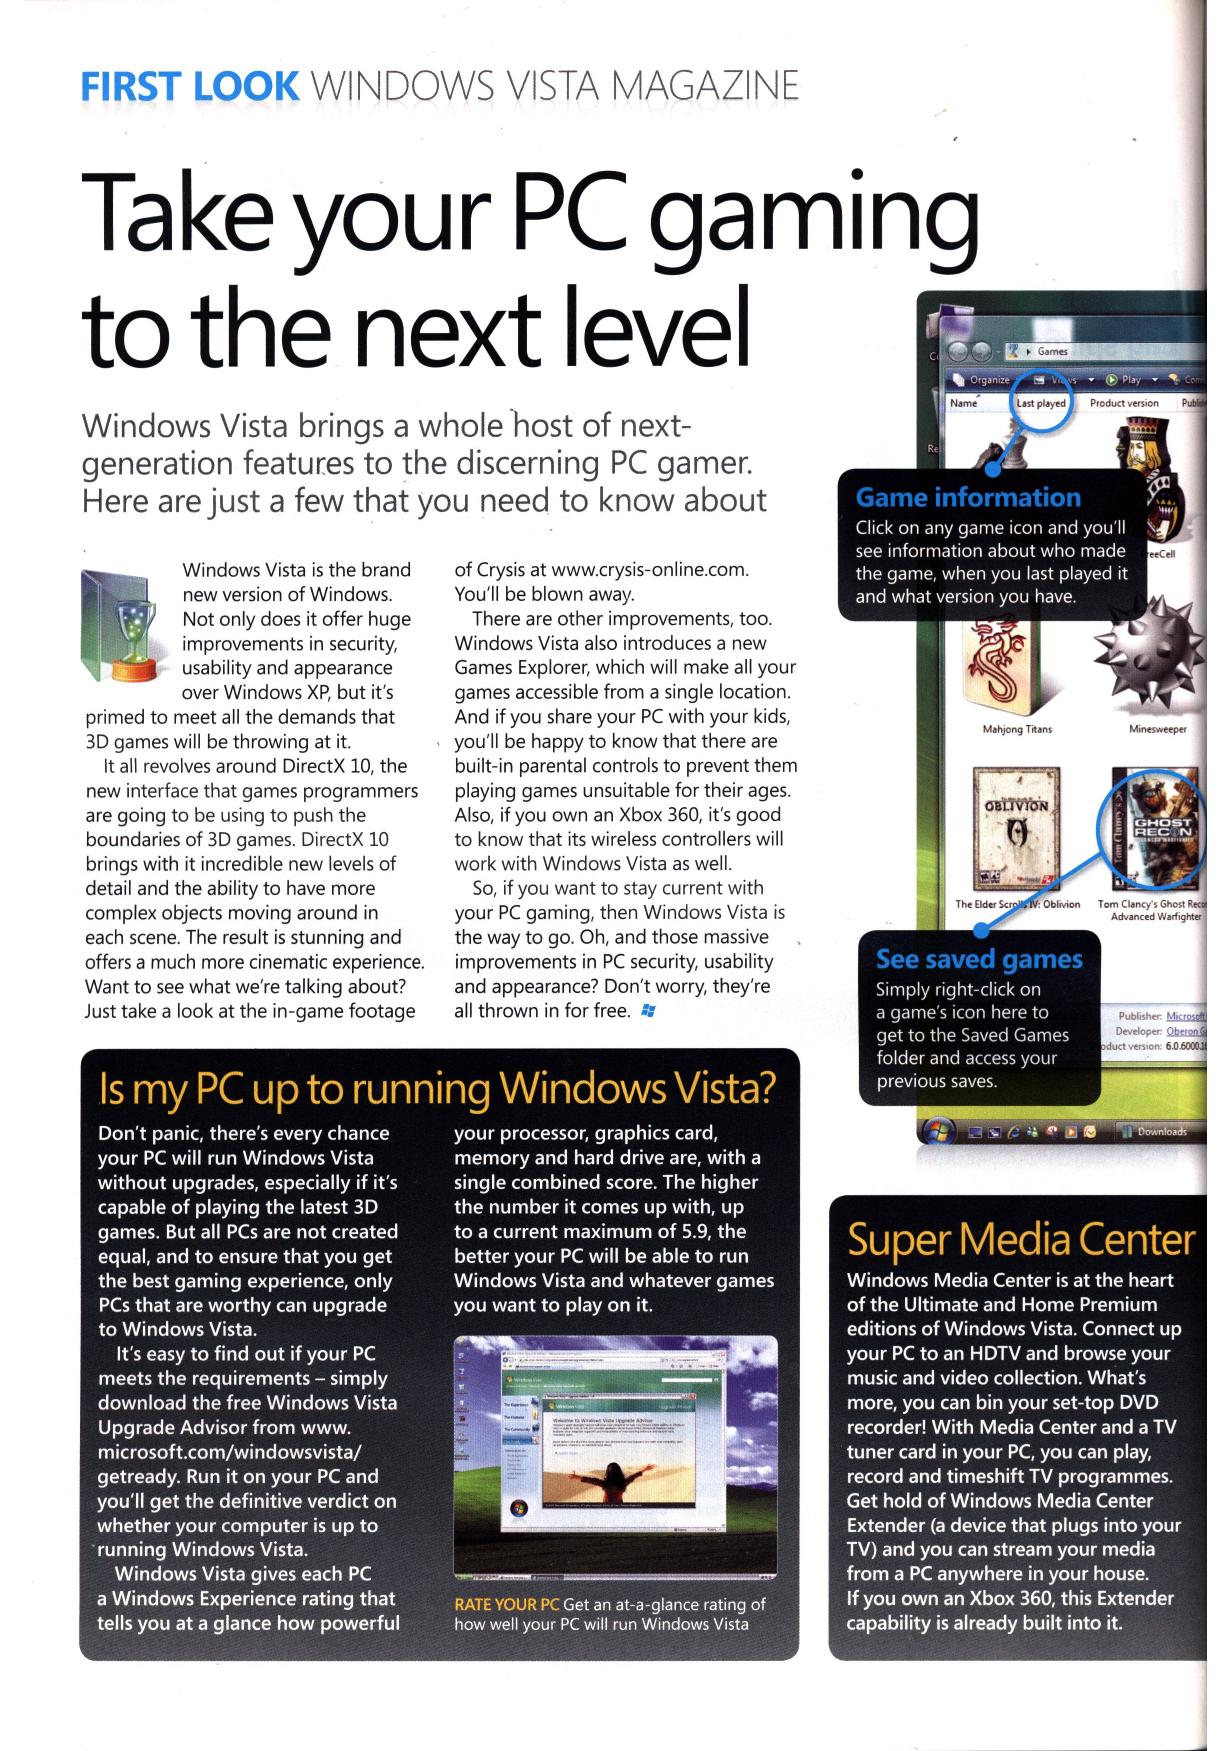 FIRST LOOK WINDOWS VISTA MAGAZINE
Take your PC gaming
to the next level
Windows Vista brings a whole host of next-
generation features to the discerning PC gamer.
Here are just a few that you need to know about
Windows Vista is the brand
new version of Windows.
Not only does it offer huge
improvements in security,
usability and appearance
over Windows XP, but it's
primed to meet all the demands that
3D games will be throwing at it.
It all revolves around DirectX 10, the
new interface that games programmers
are going to be using to push the
boundaries of 3D games. DirectX 10
brings with it incredible new levels of
detail and the ability to have more
complex objects moving around in
each scene. The result is stunning and
offers a much more cinematic experience.
Want to see what we're talking about?
Just take a look at the in-game footage
of Crysis at www.crysis-online.com.
You'll be blown away.
There are other improvements, too.
Windows Vista also introduces a new
Games Explorer, which will make all your
games accessible from a single location.
And if you share your PC with your kids,
you'll be happy to know that there are
built-in parental controls to prevent them
playing games unsuitable for their ages.
Also, if you own an Xbox 360, it's good
to know that its wireless controllers will
work with Windows Vista as well.
So, if you want to stay current with
your PC gaming, then Windows Vista is
the way to go. Oh, and those massive
improvements in PC security, usability
and appearance? Don't worry, they're
all thrown in for free.
Games
Organize Views Play
Name Last played Product version
Game information
Click on any game icon and you'll
see information about who made
the game, when you last played it
and what version you have.
Mahjong Titans
Minesweeper
OBLIVION
GHOST
RECON
The Elder Scrolls IV: Oblivion
Tom Clancy's Ghost Reco
Advanced Warfighter
See saved games
Simply right-click on
a game's icon here to
get to the Saved Games
folder and access your
previous saves.
Publisher: Microsoft
Developer: Oberon G
oduct version: 6.0.6000.1
Downloads
Is my PC up to running Windows Vista?
Don't panic, there's every chance
your PC will run Windows Vista
without upgrades, especially if it's
capable of playing the latest 3D
games. But all PCs are not created
equal, and to ensure that you get
the best gaming experience, only
PCs that are worthy can upgrade
to Windows Vista.
It's easy to find out if your PC
meets the requirements – simply
download the free Windows Vista
Upgrade Advisor from www.
microsoft.com/windowsvista/
getready. Run it on your PC and
you'll get the definitive verdict on
whether your computer is up to
running Windows Vista.
Windows Vista gives each PC
a Windows Experience rating that
tells you at a glance how powerful
your processor, graphics card,
memory and hard drive are, with a
single combined score. The higher
the number it comes up with, up
to a current maximum of 5.9, the
better your PC will be able to run
Windows Vista and whatever games
you want to play on it.
Welcome to Windows Vista Upgrade Advisor
RATE YOUR PC Get an at-a-glance rating of
how well your PC will run Windows Vista
Super Media Center
Windows Media Center is at the heart
of the Ultimate and Home Premium
editions of Windows Vista. Connect up
your PC to an HDTV and browse your
music and video collection. What's
more, you can bin your set-top DVD
recorder! With Media Center and a TV
tuner card in your PC, you can play,
record and timeshift TV programmes.
Get hold of Windows Media Center
Extender (a device that plugs into your
TV) and you can stream your media
from a PC anywhere in your house.
If you own an Xbox 360, this Extender
capability is already built into it.